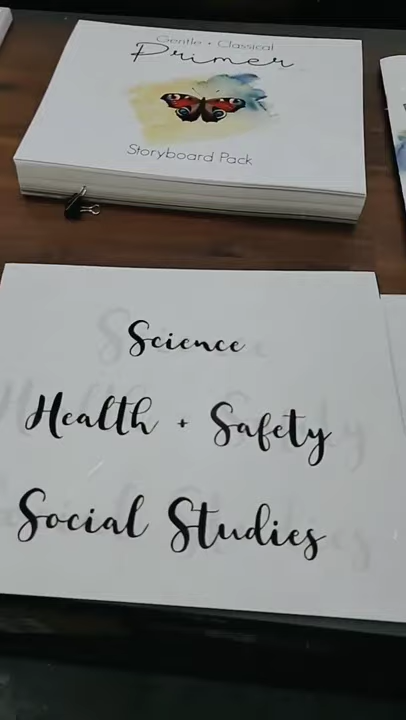 Gentle + Classical
Primer
Storyboard Pack
Science
Health + Safety
Social Studies